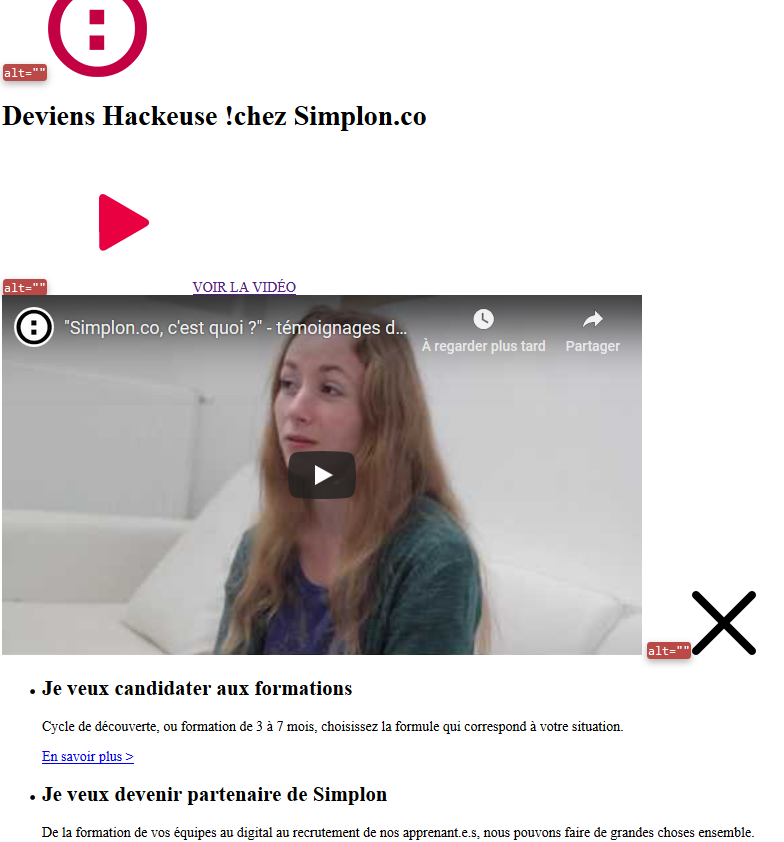 alt=""
Deviens Hackeuse !chez Simplon.co
alt=""
VOIR LA VIDÉO
"Simplon.co, c'est quoi ?" - témoignages d...
À regarder plus tard
Partager
alt=""
• Je veux candidater aux formations
Cycle de découverte, ou formation de 3 à 7 mois, choisissez la formule qui correspond à votre situation.
En savoir plus >
• Je veux devenir partenaire de Simplon
De la formation de vos équipes au digital au recrutement de nos apprenant.e.s, nous pouvons faire de grandes choses ensemble.